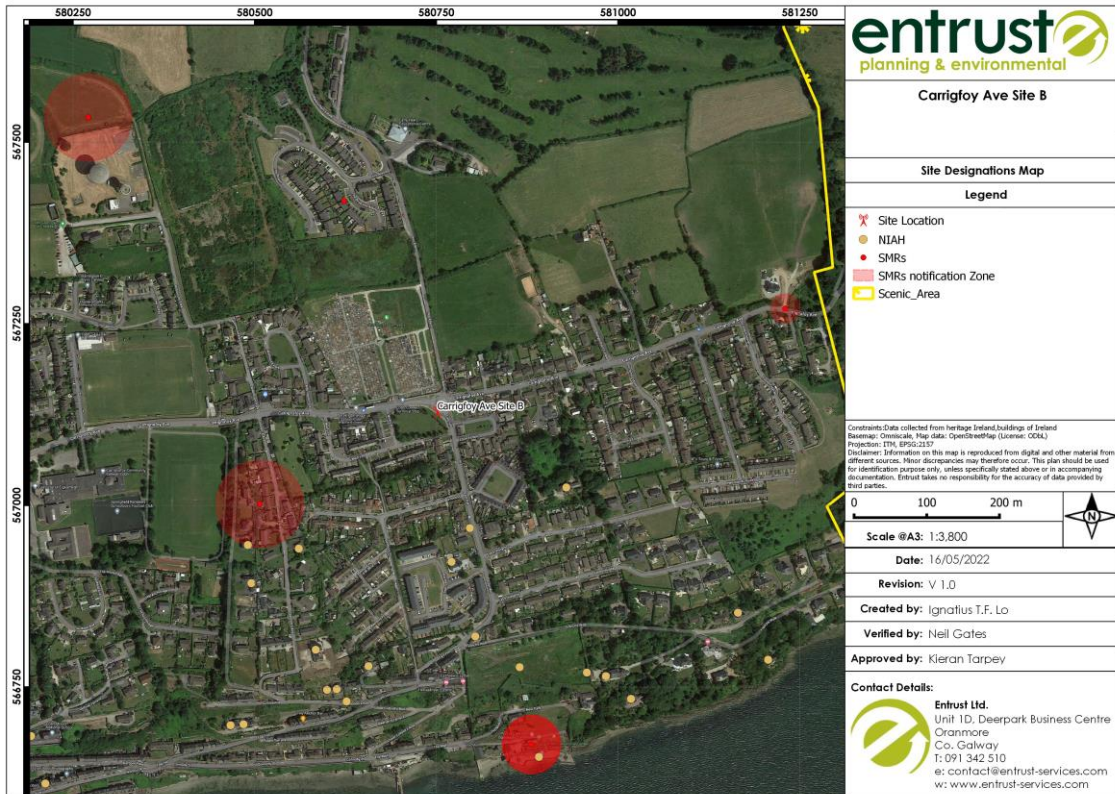 580250 580500 580750 581000 581250
567500
567250
567000
566750
Carrigfoy Ave Site B
entrust e
planning & environmental
Carrigfoy Ave Site B
Site Designations Map
Legend
Site Location
NIAH
SMRs
SMRs notification Zone
Scenic_Area
Constraints:Data collected from heritage Ireland,buildings of Ireland
Basemap: Omniscale, Map data: OpenStreetMap (License: ODbL)
Projection: ITM, EPSG:2157
Disclaimer: Information on this map is reproduced from digital and other material from
different sources. Minor discrepancies may therefore occur. This plan should be used
for identification purpose only, unless specifically stated above or in accompanying
documentation. Entrust takes no responsibility for the accuracy of data provided by
third parties.
0 100 200 m
N
Scale @A3: 1:3,800
Date: 16/05/2022
Revision: V 1.0
Created by: Ignatius T.F. Lo
Verified by: Neil Gates
Approved by: Kieran Tarpey
Contact Details:
Entrust Ltd.
Unit 1D, Deerpark Business Centre
Oranmore
Co. Galway
T: 091 342 510
e: contact@entrust-services.com
w: www.entrust-services.com